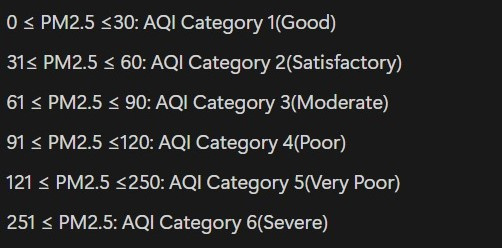 0 ≤ PM2.5 ≤30: AQI Category 1(Good)
31≤ PM2.5 ≤ 60: AQI Category 2(Satisfactory)
61 ≤ PM2.5 ≤ 90: AQI Category 3(Moderate)
91 ≤ PM2.5 ≤120: AQI Category 4(Poor)
121 ≤ PM2.5 ≤250: AQI Category 5(Very Poor)
251 ≤ PM2.5: AQI Category 6(Severe)